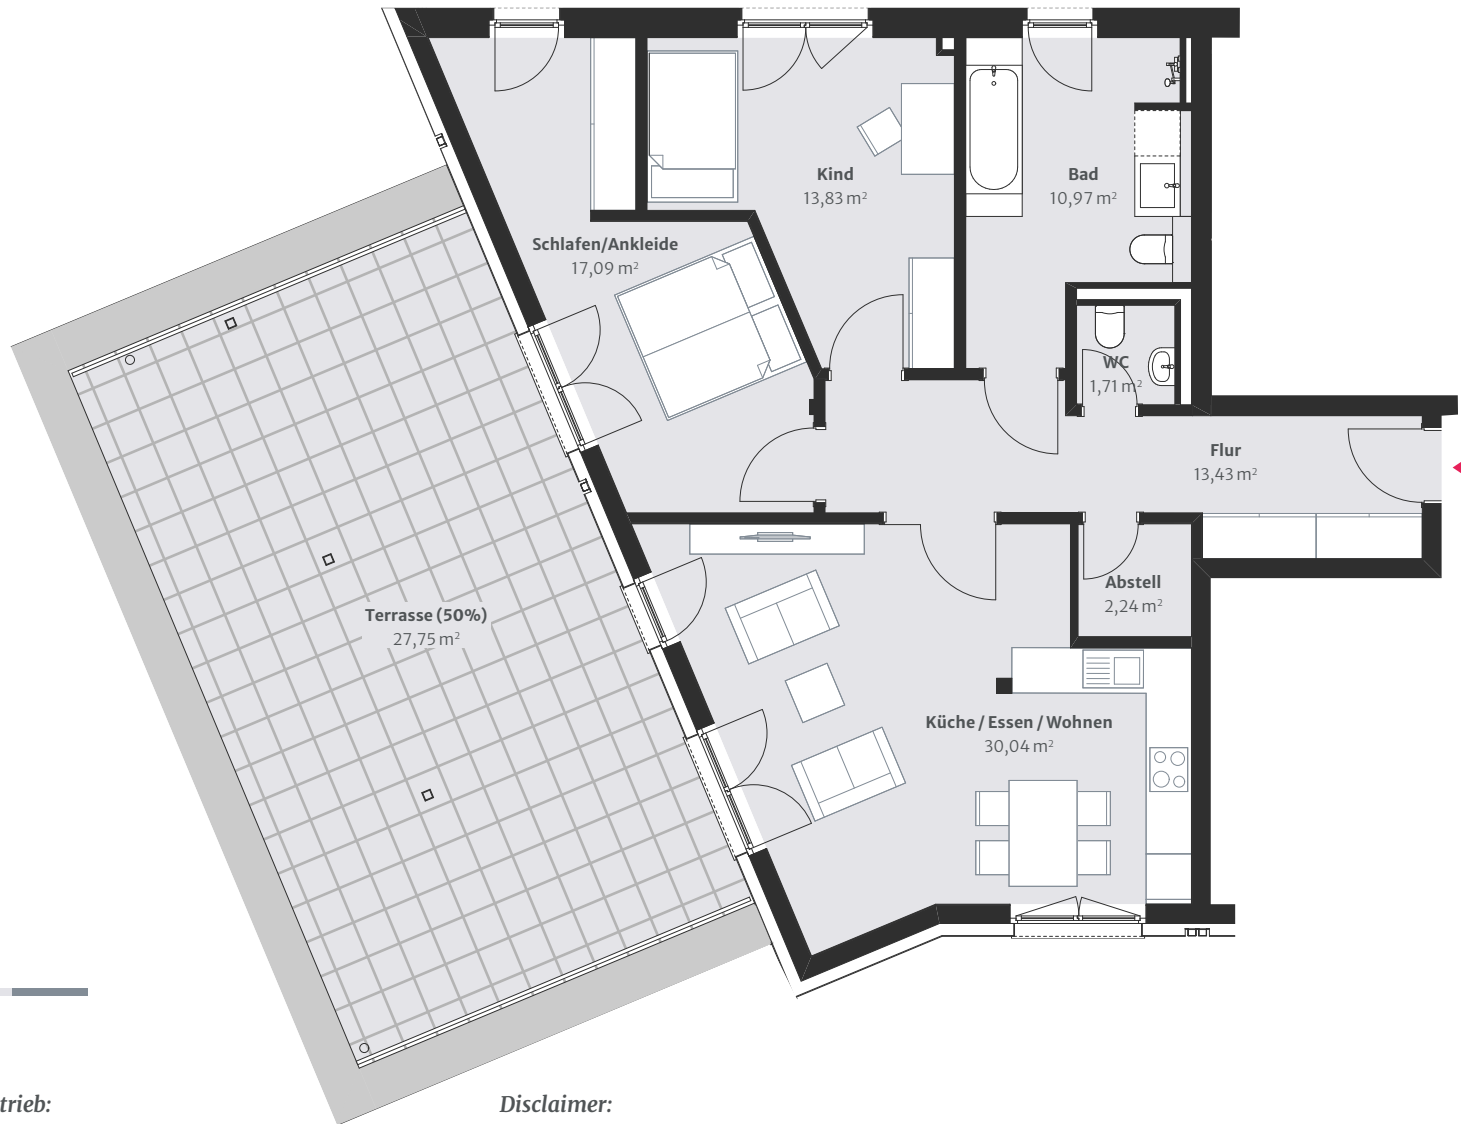 Kind
13,83 m²
Bad
10,97 m²
Schlafen/Ankleide
17,09 m²
WC
1,71 m²
Flur
13,43 m²
Abstell
2,24 m²
Terrasse (50%)
27,75 m²
Küche / Essen / Wohnen
30,04 m²
trieb:
Disclaimer: